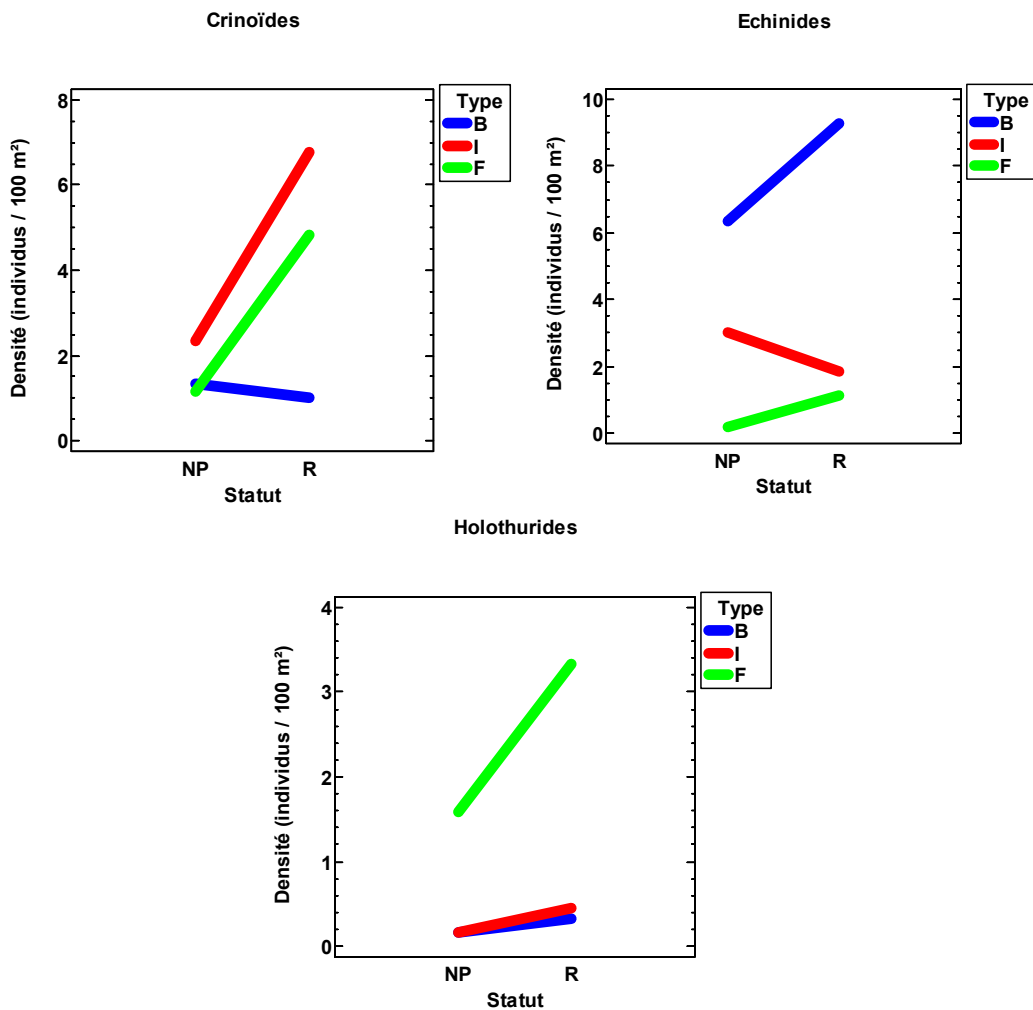 Crinoïdes
Densité (individus / 100 m²)
8
6
4
2
0
NP R
Statut
Type
B
I
F
Echinides
Densité (individus / 100 m²)
10
8
6
4
2
0
NP R
Statut
Type
B
I
F
Holothurides
Densité (individus / 100 m²)
4
3
2
1
0
NP R
Statut
Type
B
I
F